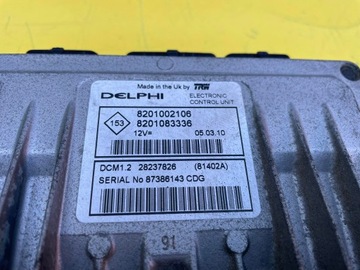 Made in the Uk by TRW
DELPHI ELECTRONIC CONTROL UNIT
153
8201002106
8201083336
12V= 05.03.10
DCM1.2 28237826 (81402A)
SERIAL No 87386143 CDG
91